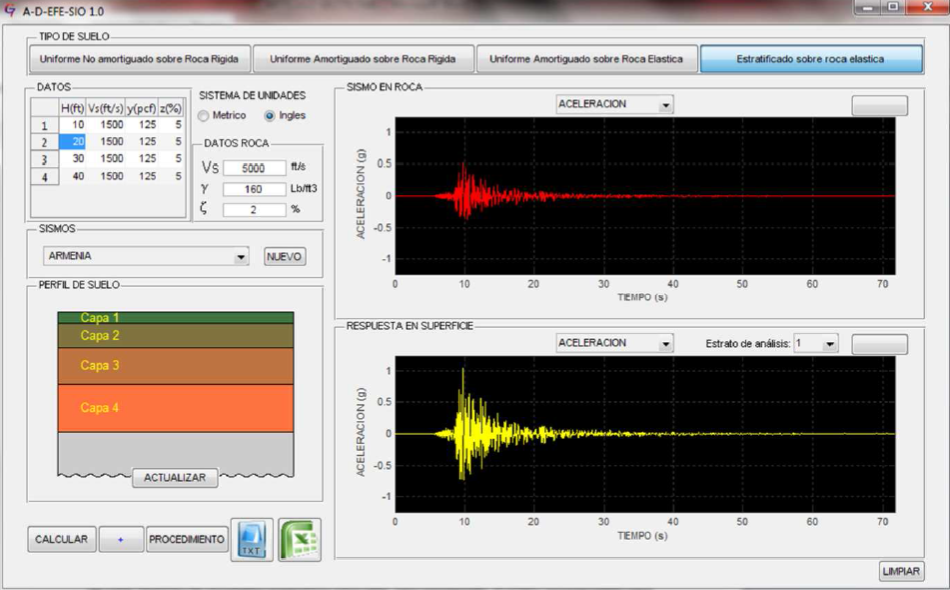 A-D-EFE-SIO 1.0
TIPO DE SUELO
Uniforme No amortiguado sobre Roca Rigida
Uniforme Amortiguado sobre Roca Rigida
Uniforme Amortiguado sobre Roca Elastica
Estratificado sobre roca elastica
DATOS
H(ft) Vs(ft/s) γ(pcf) z(%)
1 10 1500 125 5
2 20 1500 125 5
3 30 1500 125 5
4 40 1500 125 5
SISTEMA DE UNIDADES
Metrico Ingles
DATOS ROCA
Vs 5000 ft/s
γ 160 Lb/ft3
ζ 2 %
SISMOS
ARMENIA
NUEVO
PERFIL DE SUELO
Capa 1
Capa 2
Capa 3
Capa 4
ACTUALIZAR
CALCULAR
+
PROCEDIMIENTO
TXT
X
SISMO EN ROCA
ACELERACION
ACELERACION (g)
1
0.5
0
-0.5
-1
0 10 20 30 40 50 60 70
TIEMPO (s)
RESPUESTA EN SUPERFICIE
ACELERACION
Estrato de análisis: 1
ACELERACION (g)
1
0.5
0
-0.5
-1
0 10 20 30 40 50 60 70
TIEMPO (s)
LIMPIAR